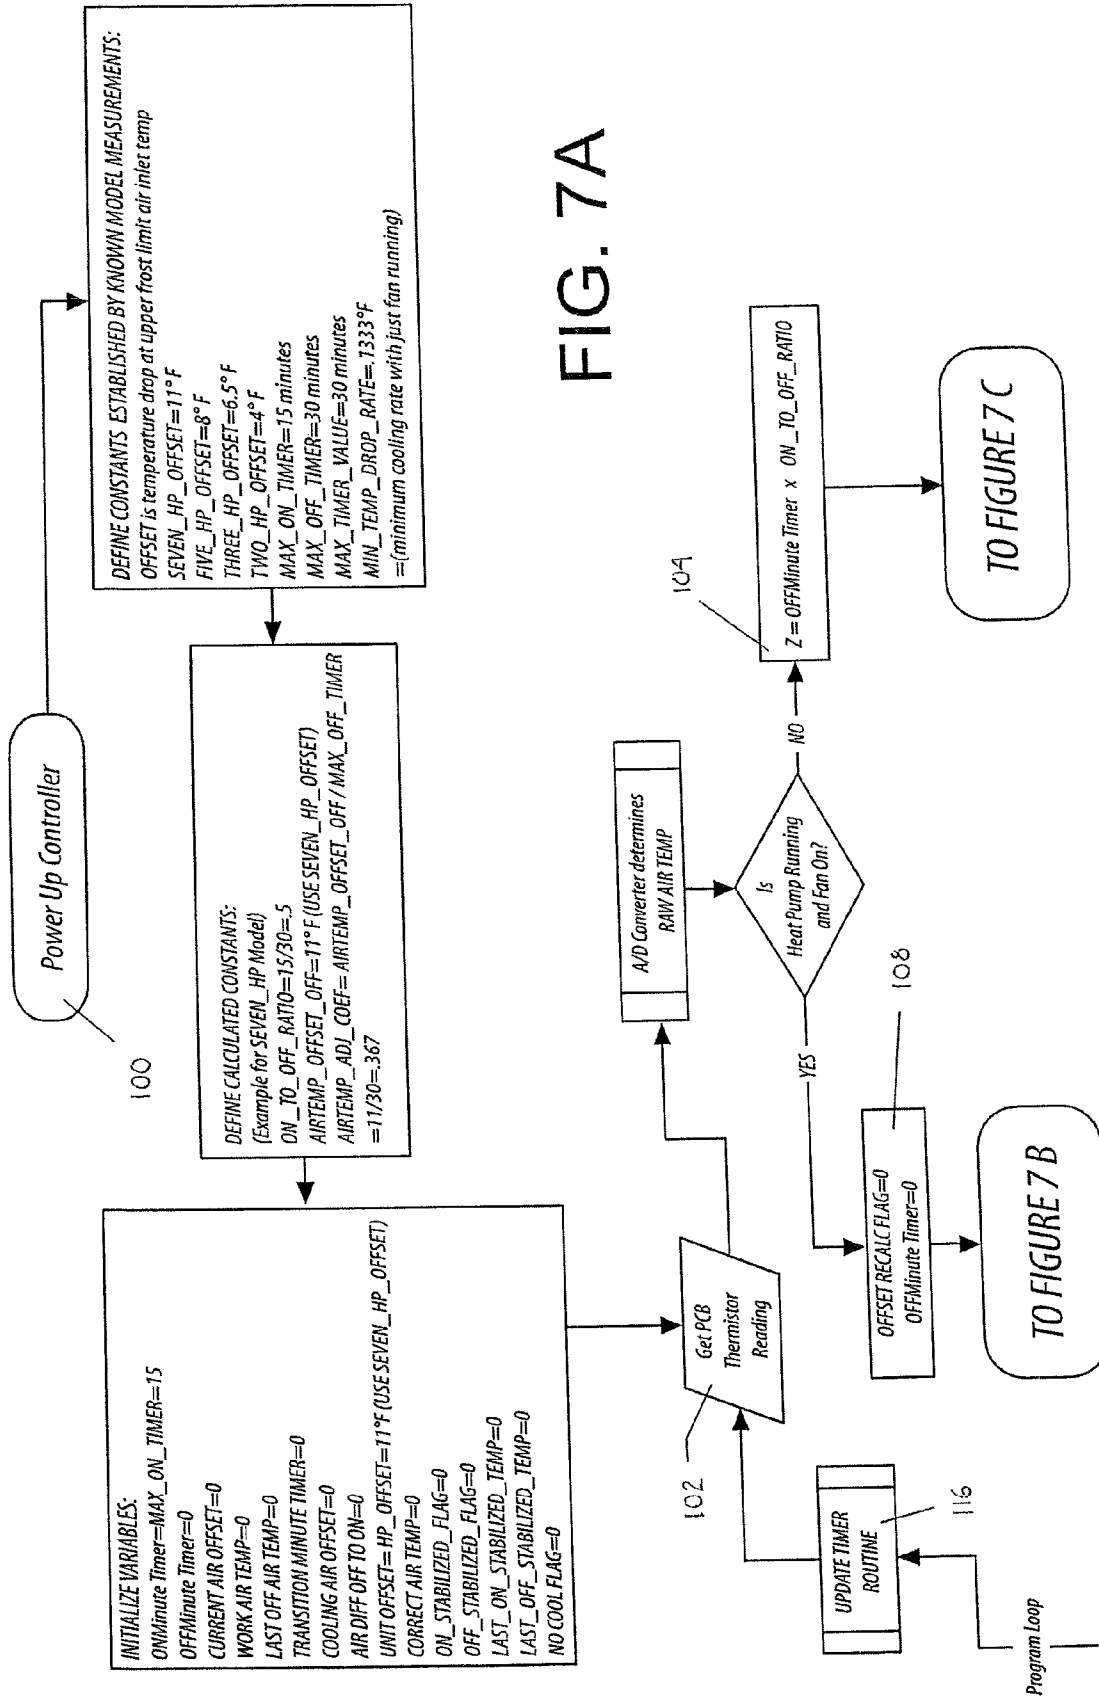 Power Up Controller
100
DEFINE CONSTANTS ESTABLISHED BY KNOWN MODEL MEASUREMENTS:
OFFSET is temperature drop at upper frost limit air inlet temp
SEVEN_HP_OFFSET=11°F
FIVE_HP_OFFSET=8°F
THREE_HP_OFFSET=6.5°F
TWO_HP_OFFSET=4°F
MAX_ON_TIMER=15 minutes
MAX_OFF_TIMER=30 minutes
MAX_TIMER_VALUE=30 minutes
MIN_TEMP_DROP_RATE=.1333°F
=(minimum cooling rate with just fan running)
DEFINE CALCULATED CONSTANTS:
(Example for SEVEN_HP Model)
ON_TO_OFF_RATIO=15/30=.5
AIRTEMP_OFFSET_OFF=11°F (USE SEVEN_HP_OFFSET)
AIRTEMP_ADJ_COEF= AIRTEMP_OFFSET_OFF / MAX_OFF_TIMER
=11/30=.367
INITIALIZE VARIABLES:
ONMinute Timer=MAX_ON_TIMER=15
OFFMinute Timer=0
CURRENT AIR OFFSET=0
WORK AIR TEMP=0
LAST OFF AIR TEMP=0
TRANSITION MINUTE TIMER=0
COOLING AIR OFFSET=0
AIR DIFF OFF TO ON=0
UNIT OFFSET= HP_OFFSET=11°F (USE SEVEN_HP_OFFSET)
CORRECT AIR TEMP=0
ON_STABILIZED_FLAG=0
OFF_STABILIZED_FLAG=0
LAST_ON_STABILIZED_TEMP=0
LAST_OFF_STABILIZED_TEMP=0
NO COOL FLAG=0
FIG. 7A
Program Loop
UPDATE TIMER
ROUTINE
116
Get PCB
Thermistor
Reading
102
A/D Converter determines
RAW AIR TEMP
Is
Heat Pump Running
and Fan On?
YES
NO
OFFSET RECALC FLAG=0
OFFMinute Timer=0
108
TO FIGURE 7 B
104
Z = OFFMinute Timer x ON_TO_OFF_RATIO
TO FIGURE 7 C